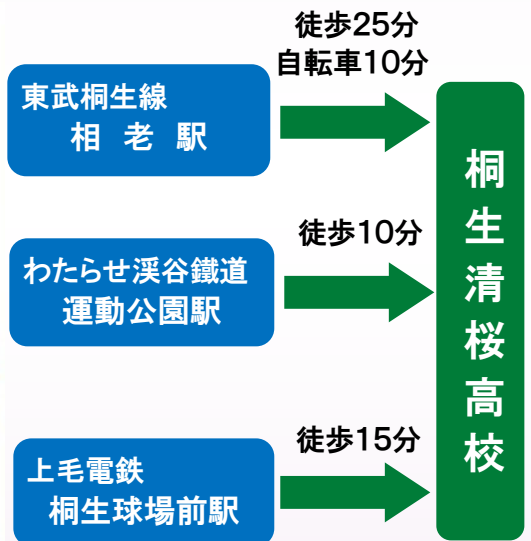 徒歩25分
自転車10分
東武桐生線
相 老 駅
徒歩10分
わたらせ渓谷鐵道
運動公園駅
徒歩15分
上毛電鉄
桐生球場前駅
桐生清桜高校